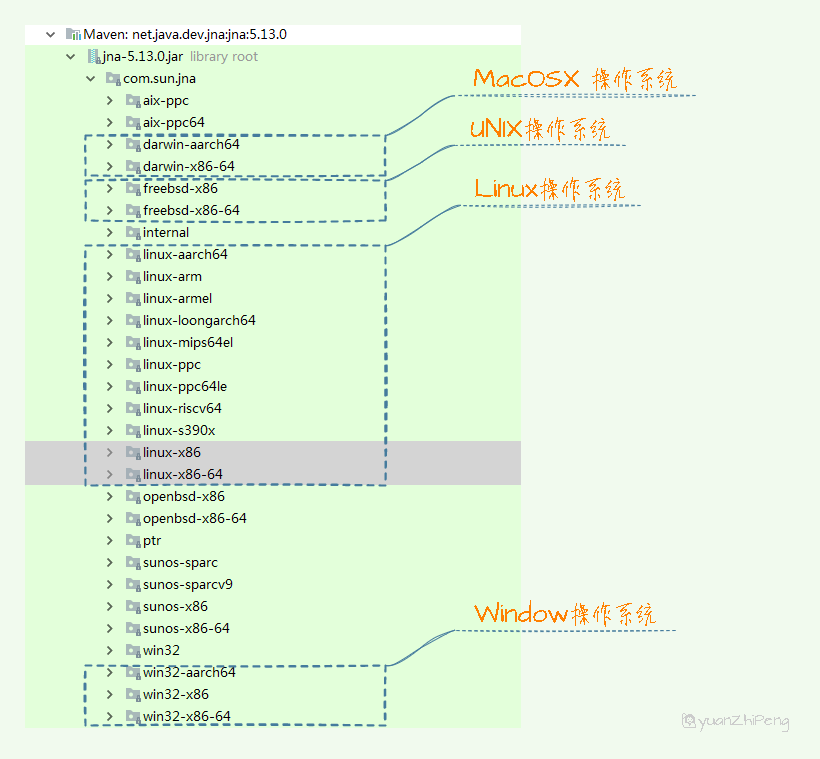 Maven: net.java.dev.jna:jna:5.13.0
jna-5.13.0.jar library root
com.sun.jna
MacOSX 操作系统
aix-ppc
aix-ppc64
uNIX操作系统
darwin-aarch64
darwin-x86-64
Linux操作系统
freebsd-x86
freebsd-x86-64
internal
linux-aarch64
linux-arm
linux-armel
linux-loongarch64
linux-mips64el
linux-ppc
linux-ppc64le
linux-riscv64
linux-s390x
linux-x86
linux-x86-64
openbsd-x86
openbsd-x86-64
ptr
sunos-sparc
sunos-sparcv9
sunos-x86
Window操作系统
sunos-x86-64
win32
win32-aarch64
win32-x86
win32-x86-64
yuanZhiPeng